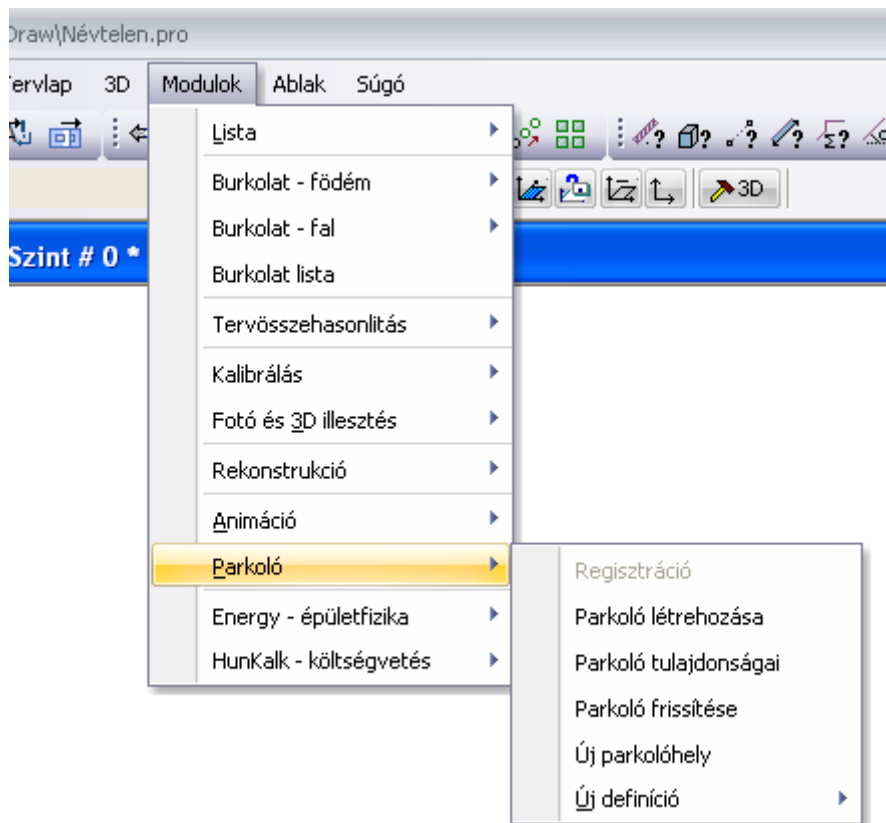 Draw\Névtelen.pro
Tervlap 3D Modulok Ablak Súgó
3D
Szint # 0 *
Lista
Burkolat - födém
Burkolat - fal
Burkolat lista
Tervösszehasonlitás
Kalibrálás
Fotó és 3D illesztés
Rekonstrukció
Animáció
Parkoló
Energy - épületfizika
HunKalk - költségvetés
Regisztráció
Parkoló létrehozása
Parkoló tulajdonságai
Parkoló frissítése
Új parkolóhely
Új definíció